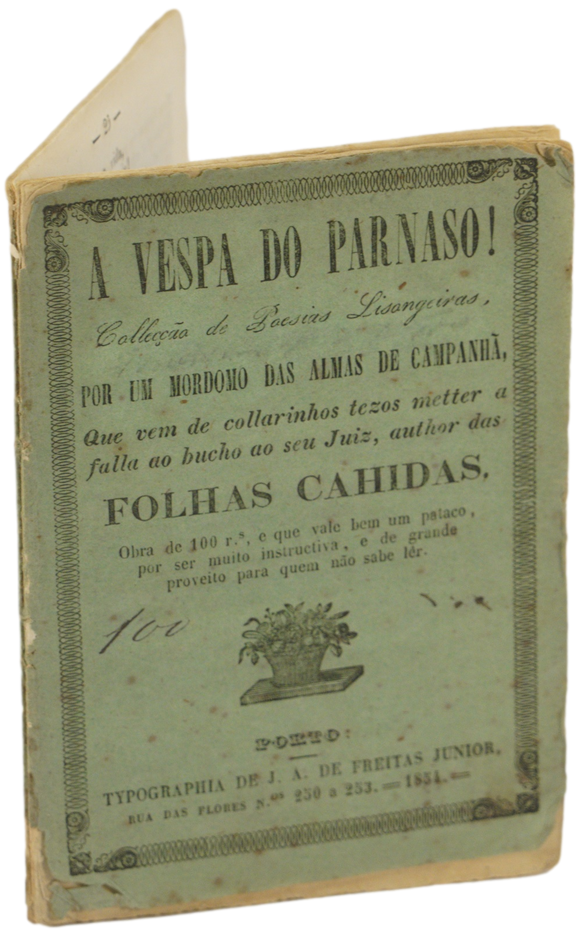 — 21 —
A VESPA DO PARNASO!
Collecção de Poesias Lisongeiras,
POR UM MORDOMO DAS ALMAS DE CAMPANHÃ,
Que vem de collarinhos tezos metter a
falla ao bucho ao seu Juiz, author das
FOLHAS CAHIDAS.
Obra de 100 r.ˢ, e que vale bem um pataco,
por ser muito instructiva, e de grande
proveito para quem não sabe lêr.
100
PORTO:
TYPOGRAPHIA DE J. A. DE FREITAS JUNIOR,
RUA DAS FLORES N.ᵒˢ 250 a 253.=1854.=